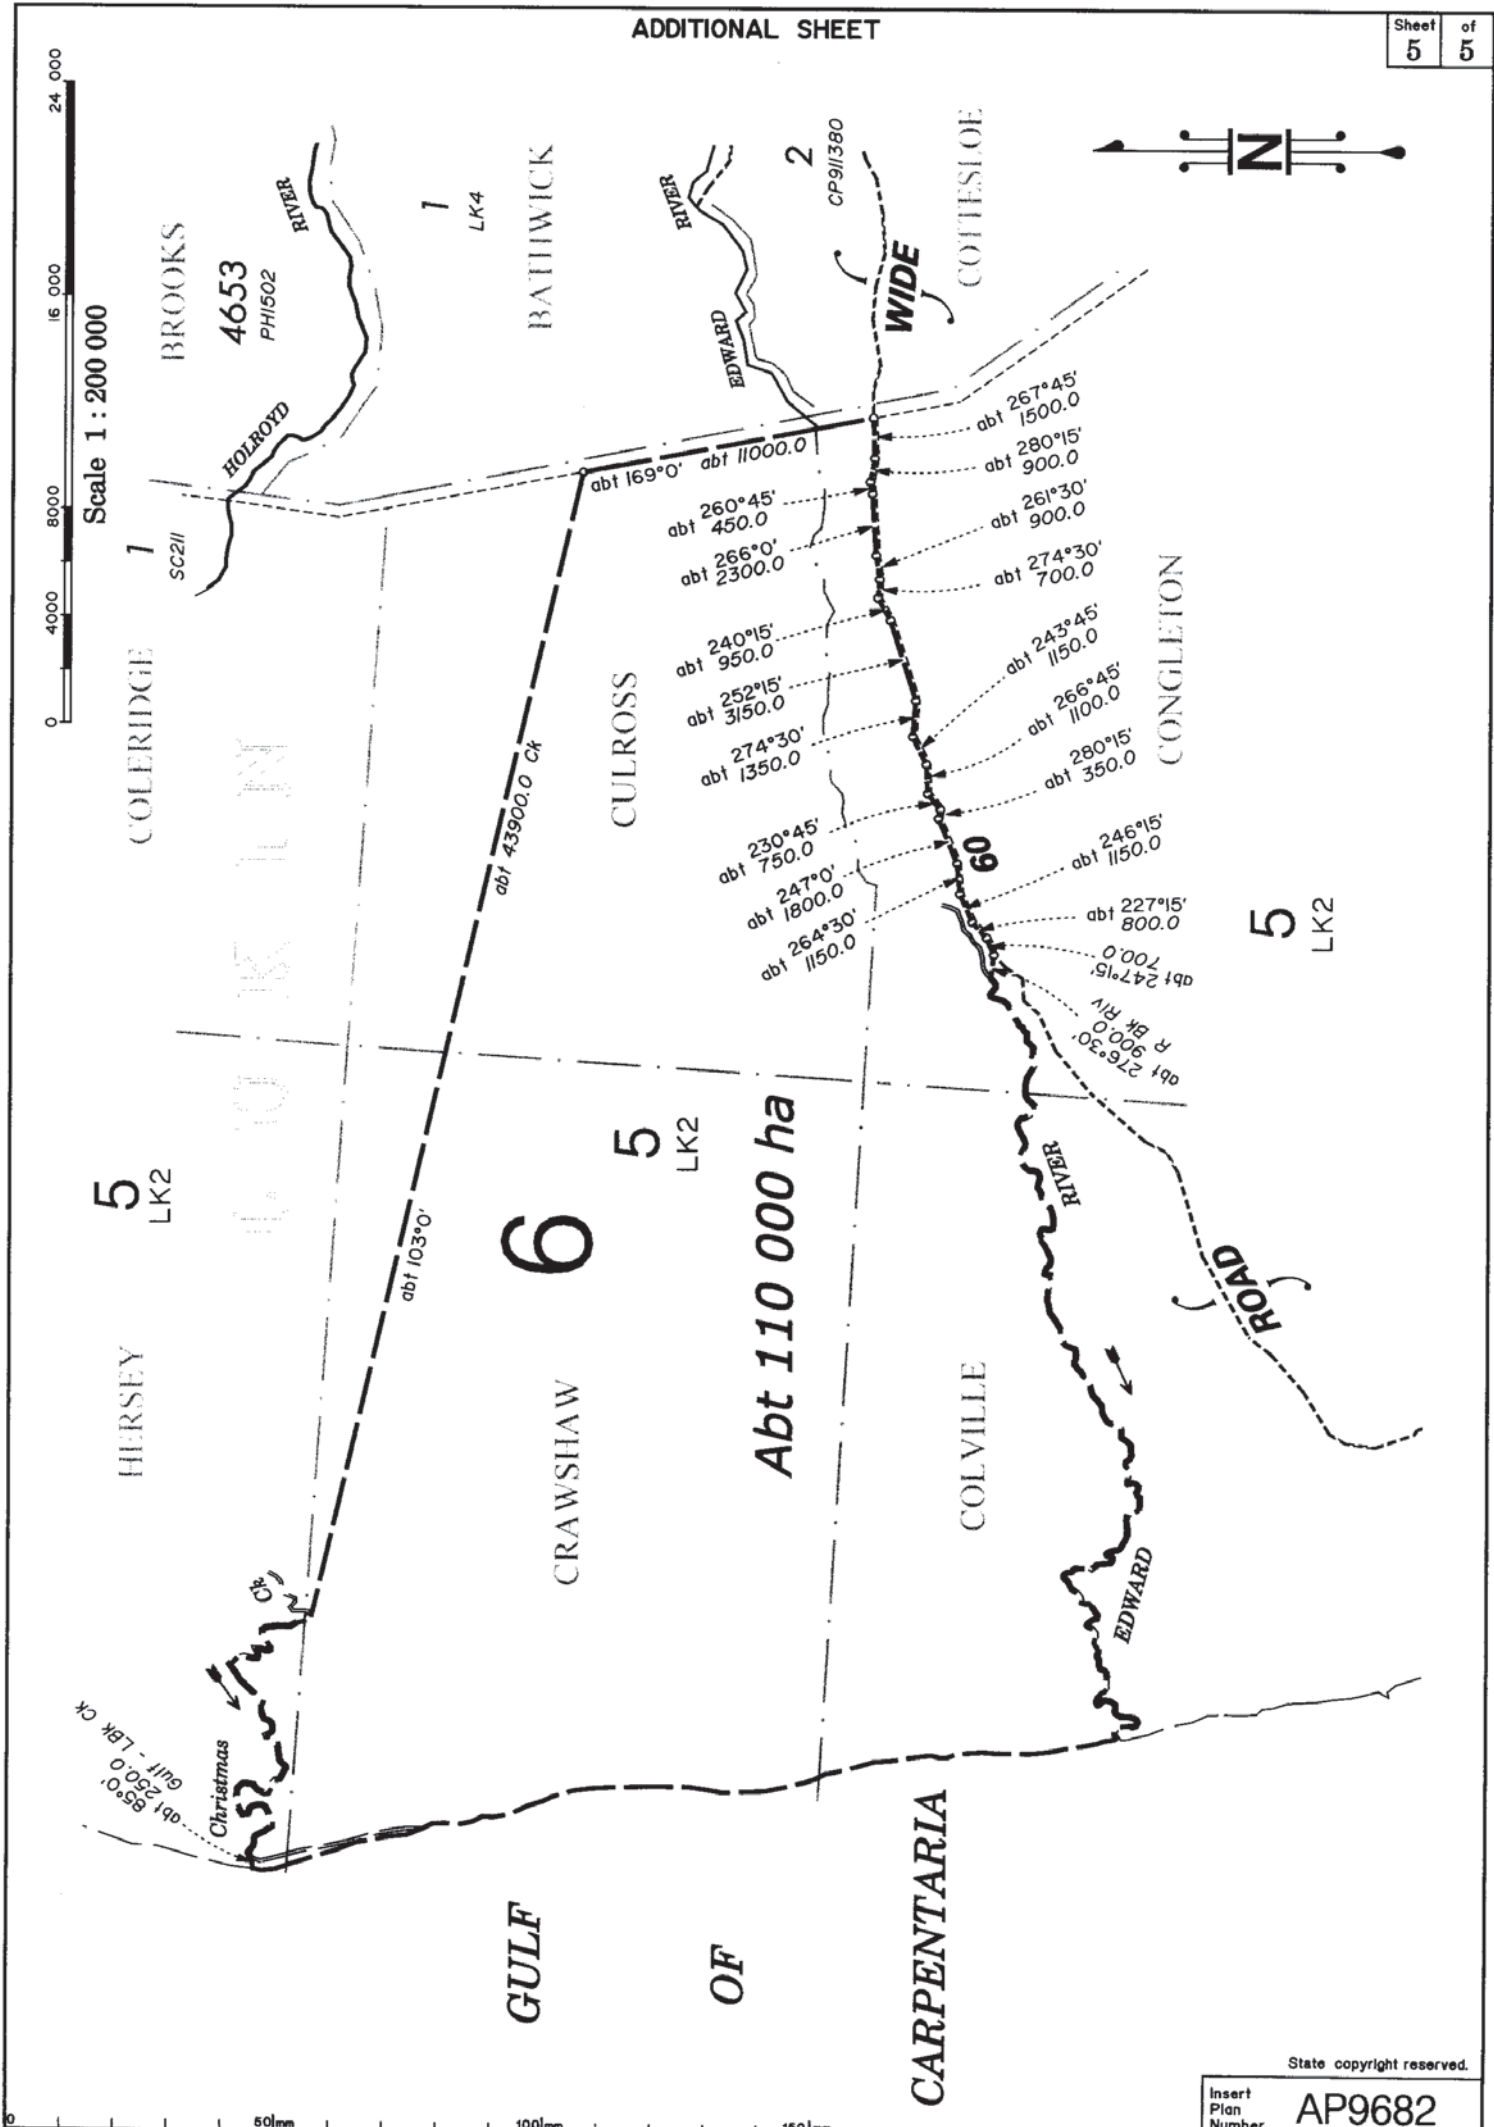 ADDITIONAL SHEET
Sheet of
5 5
24 000
16 000
8000
4000
0
Scale 1 : 200 000
N
BROOKS
4653
PH1502
RIVER
HOLROYD
1
LK4
BATHWICK
RIVER
EDWARD
2
CP911380
WIDE
COTTESLOE
1
SC211
COLERIDGE
LOKIN
CULROSS
CONGLETON
abt 169°0' abt 11000.0
abt 43900.0 Ck
abt 103°0'
abt 267°45'
1500.0
abt 280°15'
900.0
abt 260°45'
450.0
abt 261°30'
900.0
abt 266°0'
2300.0
abt 274°30'
700.0
abt 240°15'
950.0
abt 243°45'
1150.0
abt 252°15'
3150.0
abt 266°45'
1100.0
abt 274°30'
1350.0
abt 280°15'
350.0
abt 230°45'
750.0
abt 246°15'
1150.0
abt 247°0'
1800.0
abt 227°15'
800.0
abt 264°30'
1150.0
abt 247°15'
700.0
abt 276°30'
900.0
R Bk Riv
60
5
LK2
5
LK2
5
LK2
6
Abt 110 000 ha
HERSEY
CRAWSHAW
COLVILLE
RIVER
EDWARD
ROAD
Ck
Christmas
abt 85°0'
abt 250.0
Gulf - LBk Ck
GULF
OF
CARPENTARIA
State copyright reserved.
Insert
Plan
Number
AP9682
0
50mm
100mm
150mm